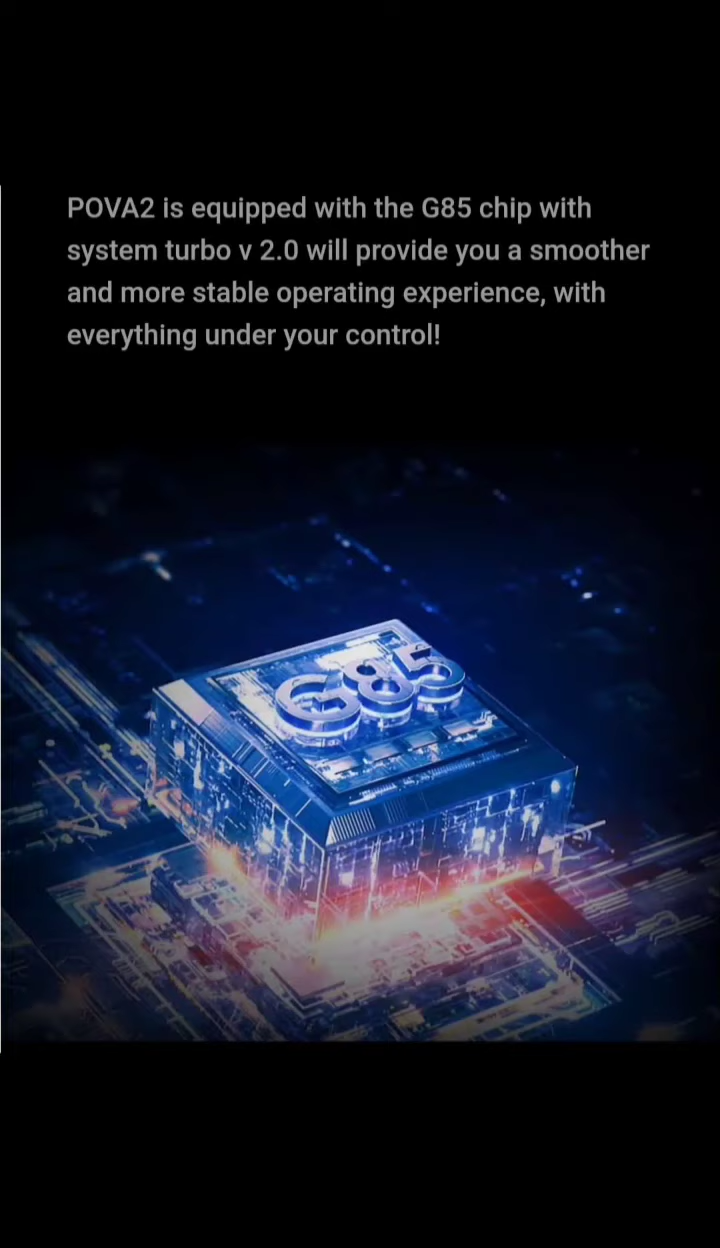 POVA2 is equipped with the G85 chip with
system turbo v 2.0 will provide you a smoother
and more stable operating experience, with
everything under your control!
G85